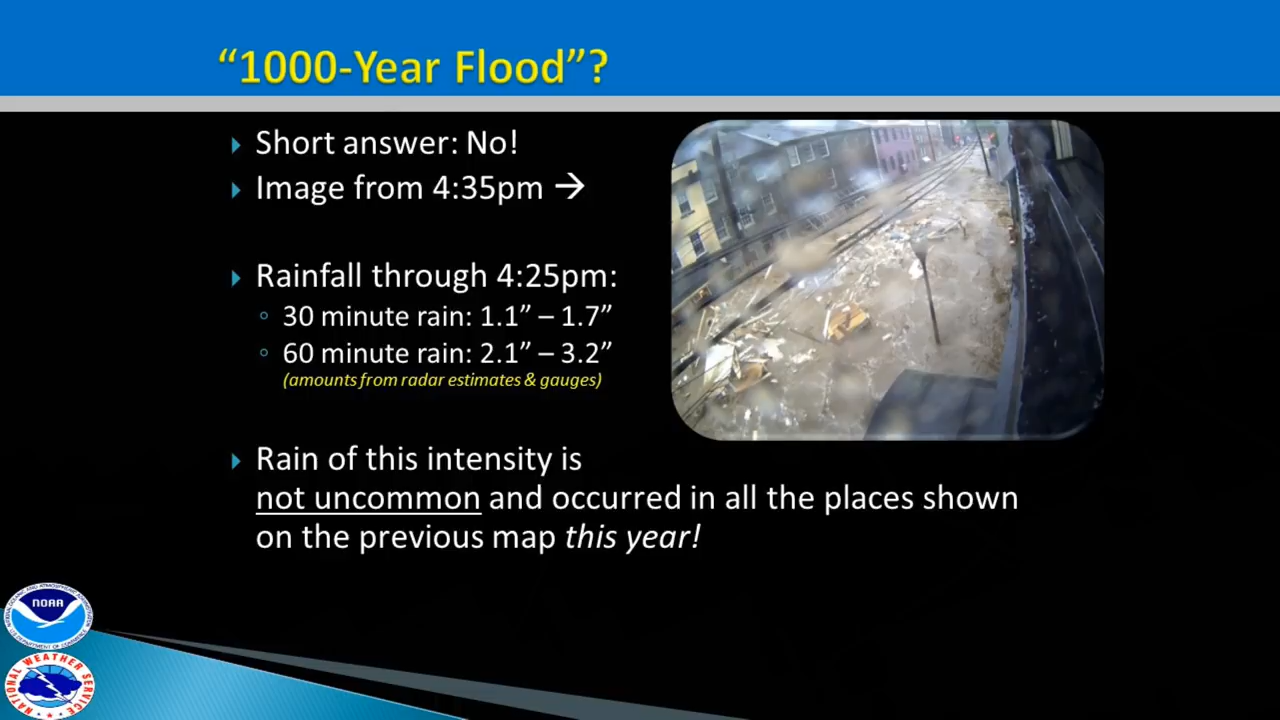 “1000-Year Flood”?
Short answer: No!
Image from 4:35pm →
Rainfall through 4:25pm:
30 minute rain: 1.1” – 1.7”
60 minute rain: 2.1” – 3.2”
(amounts from radar estimates & gauges)
Rain of this intensity is
not uncommon and occurred in all the places shown
on the previous map this year!
NOAA
NATIONAL WEATHER SERVICE